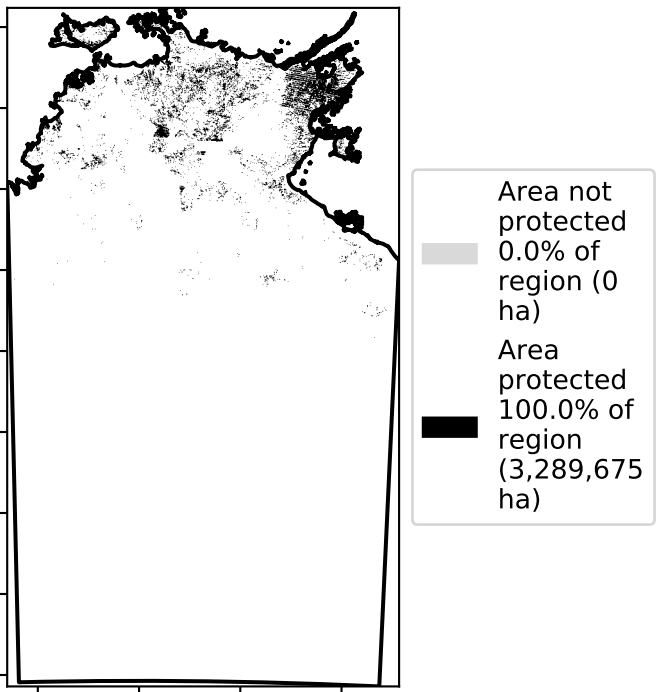 Area not
protected
0.0% of
region (0
ha)
Area
protected
100.0% of
region
(3,289,675
ha)